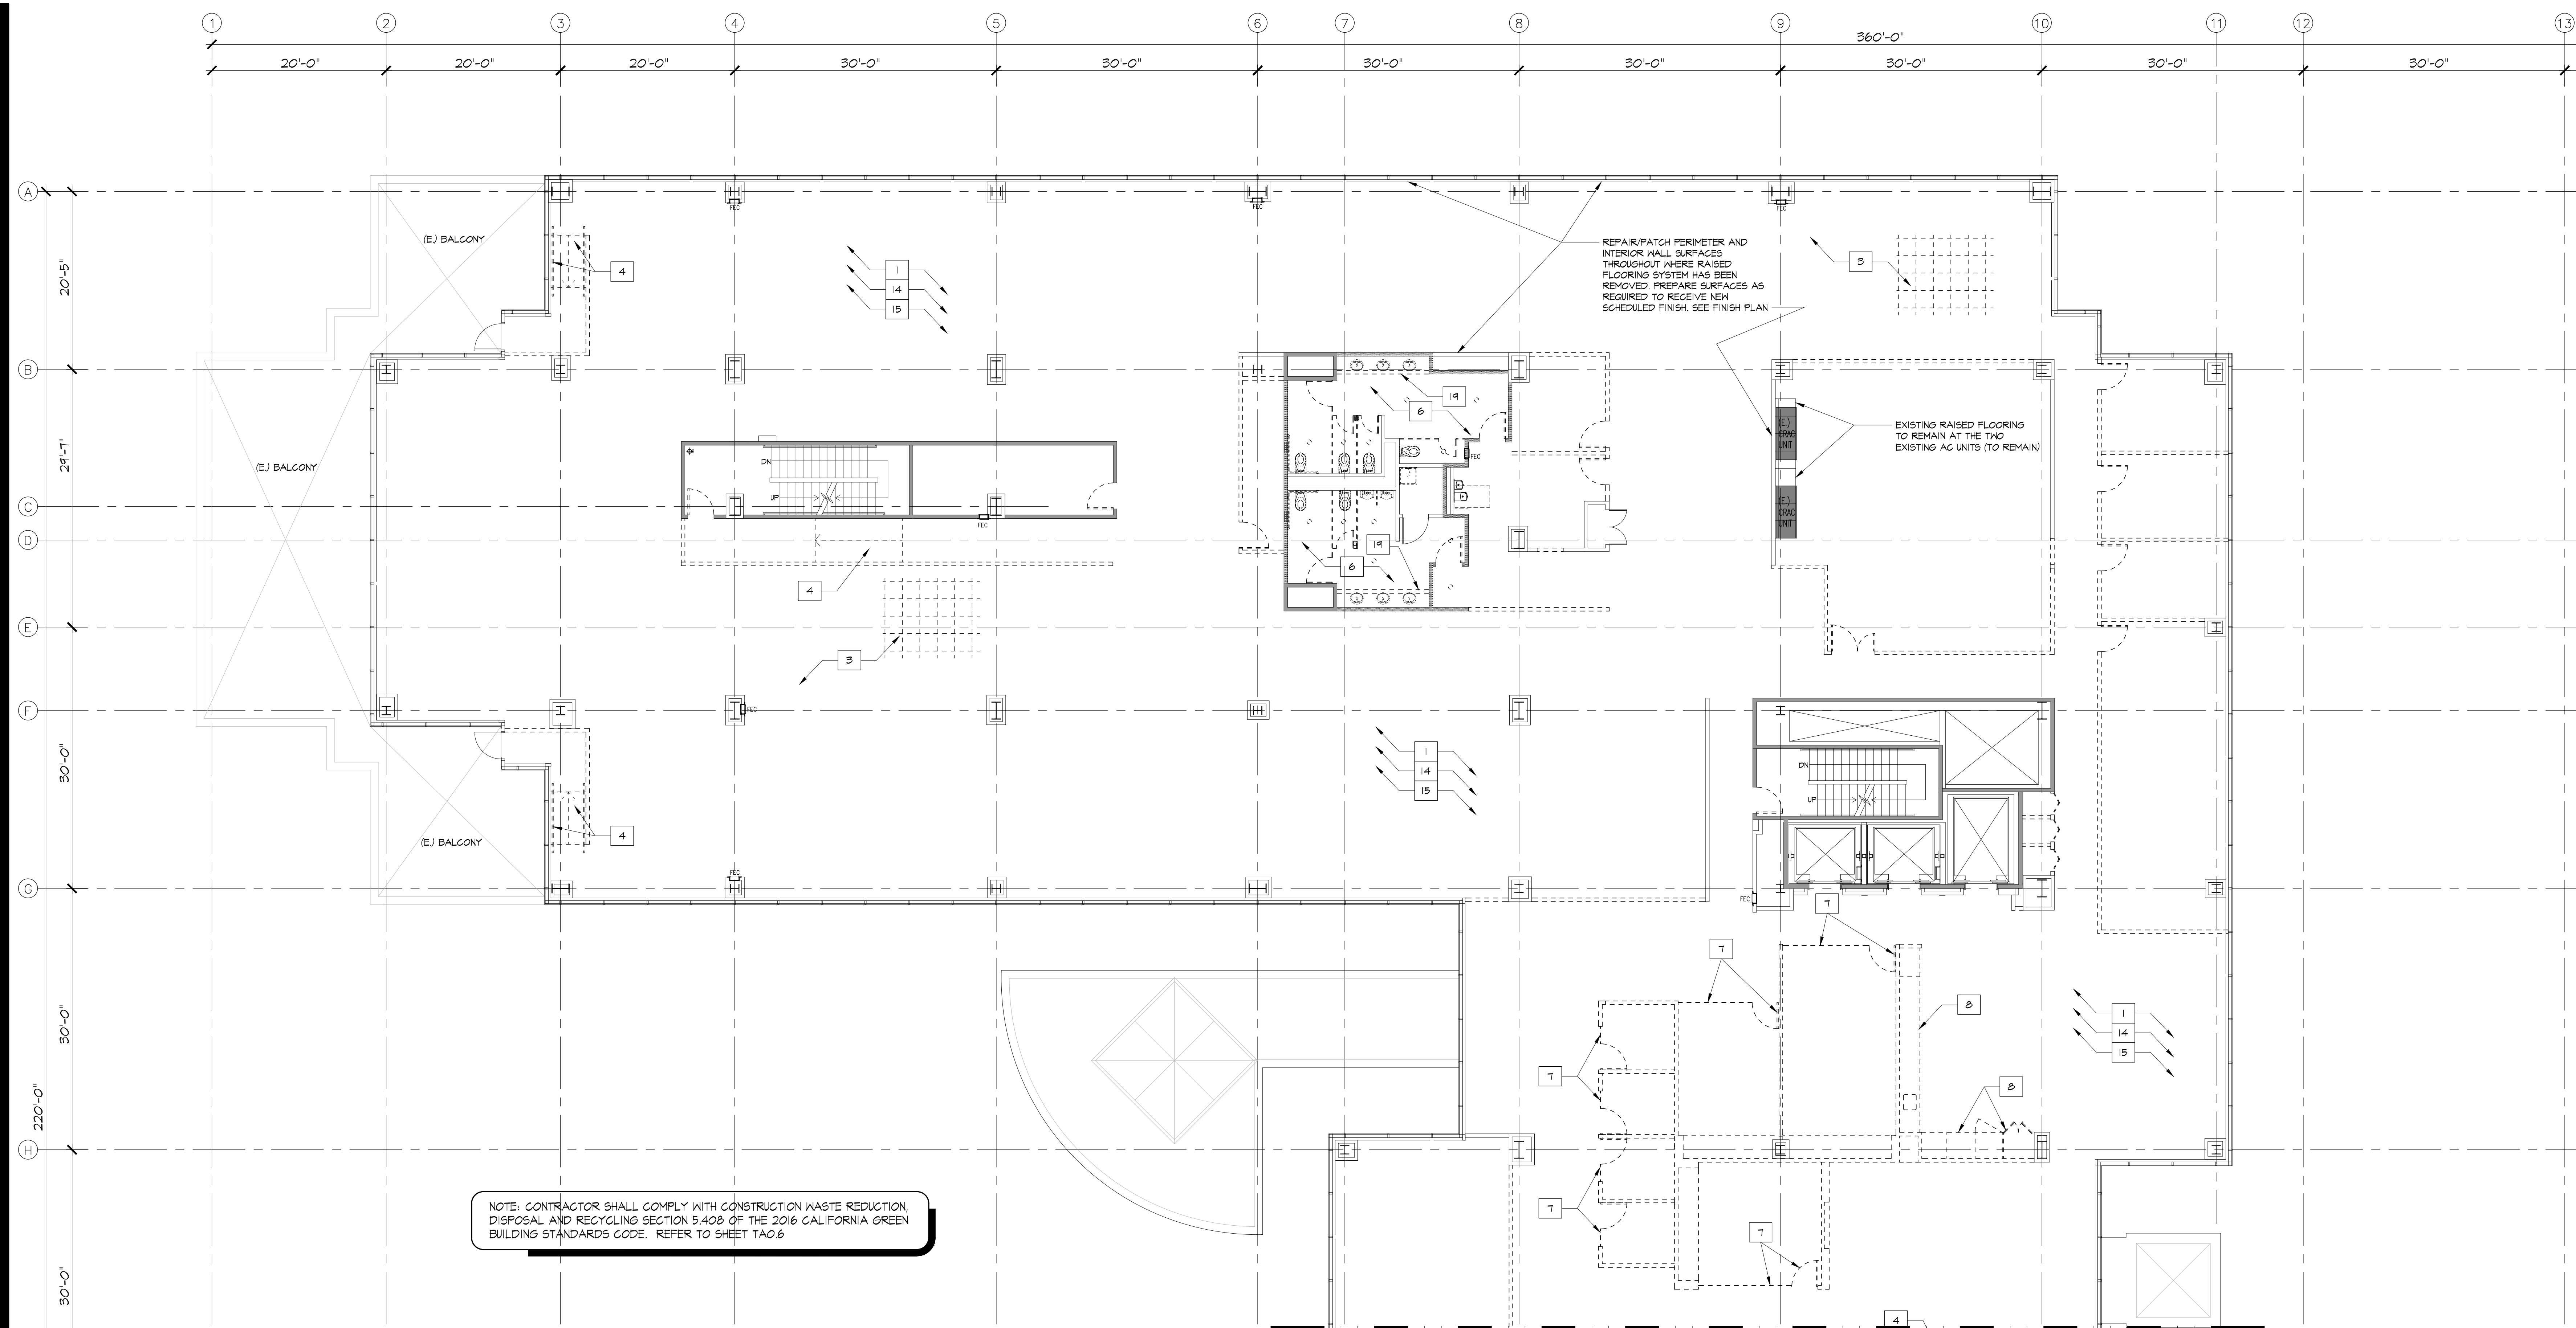 1 2 3 4 5 6 7 8 9 10 11 12 13
360'-0"
20'-0" 20'-0" 20'-0" 30'-0" 30'-0" 30'-0" 30'-0" 30'-0" 30'-0" 30'-0"
A
FEC FEC FEC
(E.) BALCONY
4
1
14
15
REPAIR/PATCH PERIMETER AND
INTERIOR WALL SURFACES
THROUGHOUT WHERE RAISED
FLOORING SYSTEM HAS BEEN
REMOVED. PREPARE SURFACES AS
REQUIRED TO RECEIVE NEW
SCHEDULED FINISH. SEE FINISH PLAN
3
20'-5"
B
19
6
(E.)
CRAC
UNIT
EXISTING RAISED FLOORING
TO REMAIN AT THE TWO
EXISTING AC UNITS (TO REMAIN)
29'-7"
(E.) BALCONY
DN
UP
FEC
C
FEC
(E.)
CRAC
UNIT
D
19
6
4
E
3
F
FEC
30'-0"
1
14
15
DN
UP
4
(E.) BALCONY
FEC
G
FEC
7
7
8
30'-0"
1
14
15
7
8
220'-0"
H
7
7
NOTE: CONTRACTOR SHALL COMPLY WITH CONSTRUCTION WASTE REDUCTION,
DISPOSAL AND RECYCLING SECTION 5.408 OF THE 2016 CALIFORNIA GREEN
BUILDING STANDARDS CODE. REFER TO SHEET TA0.6
30'-0"
4